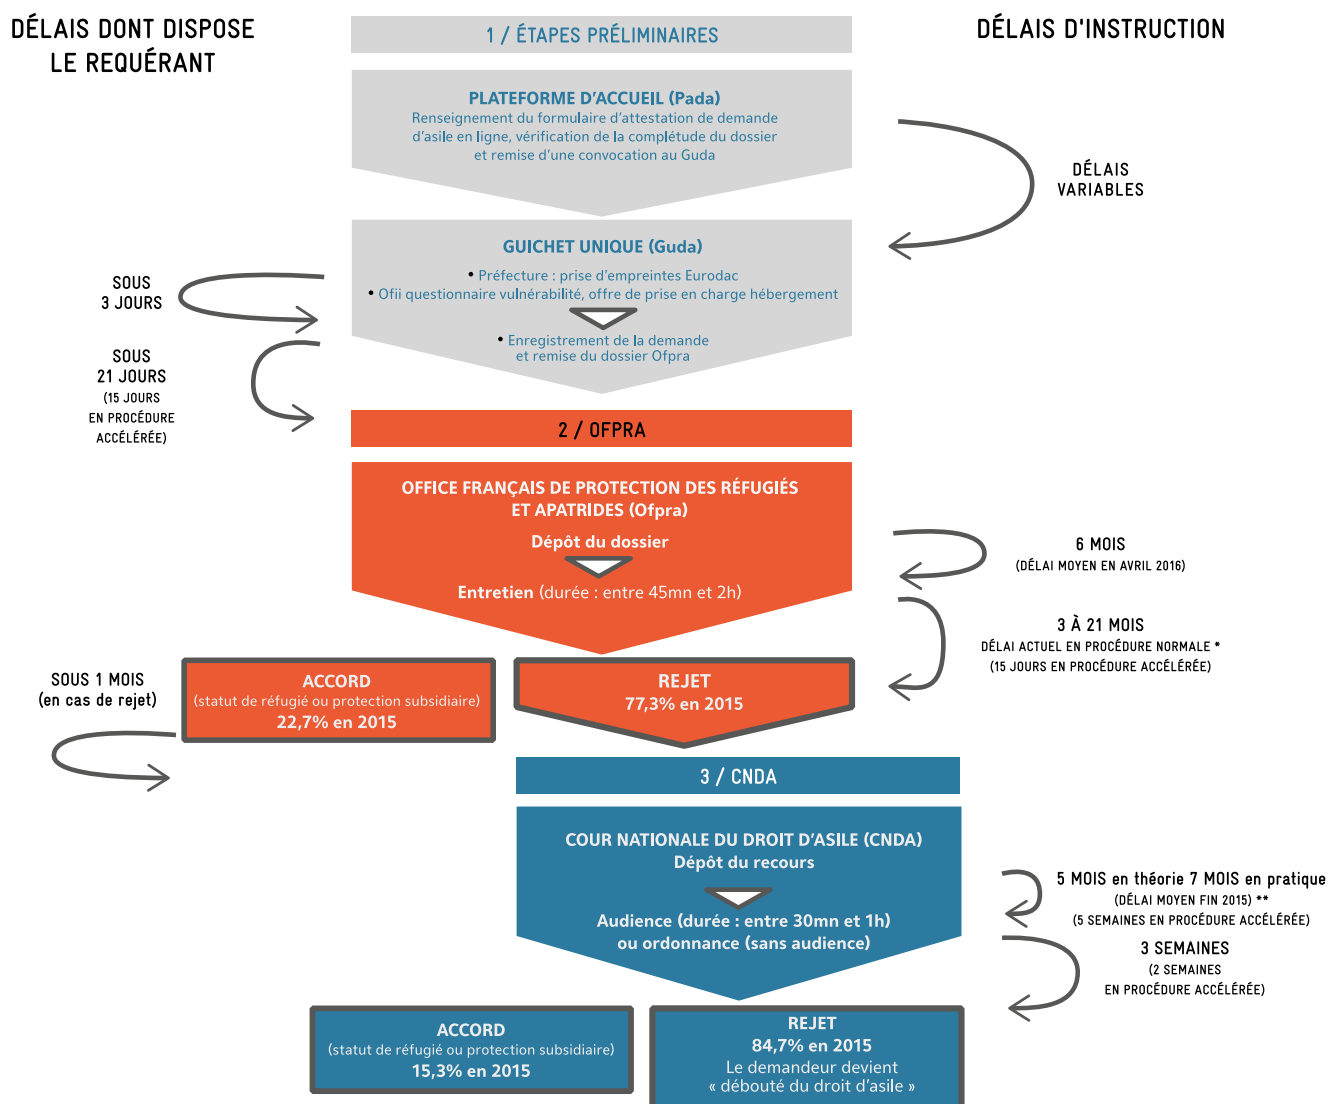 DÉLAIS DONT DISPOSE
LE REQUÉRANT
1 / ÉTAPES PRÉLIMINAIRES
DÉLAIS D'INSTRUCTION
PLATEFORME D'ACCUEIL (Pada)
Renseignement du formulaire d'attestation de demande
d'asile en ligne, vérification de la complétude du dossier
et remise d'une convocation au Guda
DÉLAIS
VARIABLES
GUICHET UNIQUE (Guda)
• Préfecture : prise d'empreintes Eurodac
• Ofii questionnaire vulnérabilité, offre de prise en charge hébergement
SOUS
3 JOURS
• Enregistrement de la demande
et remise du dossier Ofpra
SOUS
21 JOURS
(15 JOURS
EN PROCÉDURE
ACCÉLÉRÉE)
2 / OFPRA
OFFICE FRANÇAIS DE PROTECTION DES RÉFUGIÉS
ET APATRIDES (Ofpra)
Dépôt du dossier
Entretien (durée : entre 45mn et 2h)
6 MOIS
(DÉLAI MOYEN EN AVRIL 2016)
3 À 21 MOIS
DÉLAI ACTUEL EN PROCÉDURE NORMALE *
(15 JOURS EN PROCÉDURE ACCÉLÉRÉE)
SOUS 1 MOIS
(en cas de rejet)
ACCORD
(statut de réfugié ou protection subsidiaire)
22,7% en 2015
REJET
77,3% en 2015
3 / CNDA
COUR NATIONALE DU DROIT D'ASILE (CNDA)
Dépôt du recours
Audience (durée : entre 30mn et 1h)
ou ordonnance (sans audience)
5 MOIS en théorie 7 MOIS en pratique
(DÉLAI MOYEN FIN 2015) **
(5 SEMAINES EN PROCÉDURE ACCÉLÉRÉE)
3 SEMAINES
(2 SEMAINES
EN PROCÉDURE ACCÉLÉRÉE)
ACCORD
(statut de réfugié ou protection subsidiaire)
15,3% en 2015
REJET
84,7% en 2015
Le demandeur devient
« débouté du droit d'asile »